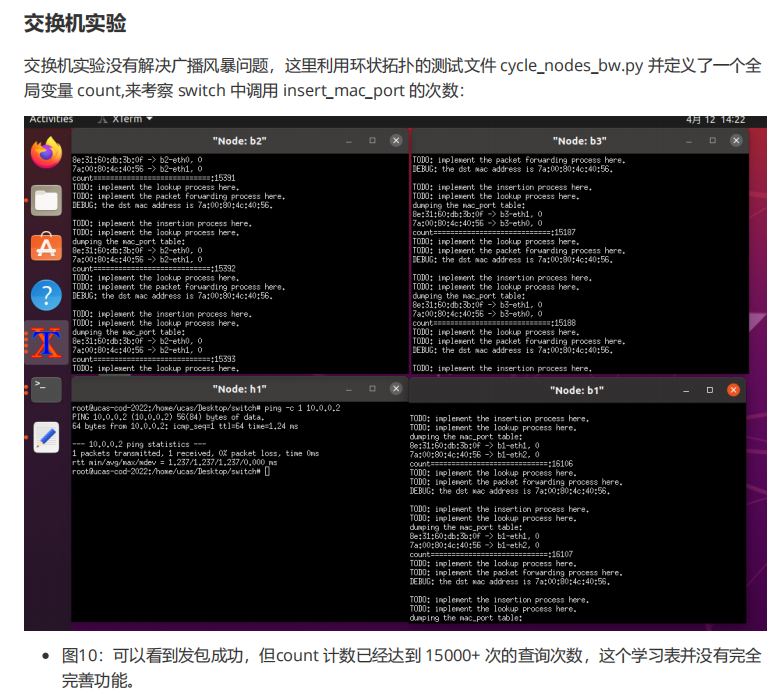 交换机实验
交换机实验没有解决广播风暴问题，这里利用环状拓扑的测试文件 cycle_nodes_bw.py 并定义了一个全
局变量 count,来考察 switch 中调用 insert_mac_port 的次数：
Activities
XTerm
4月 12 14:22
"Node: b2"
8e:31:60:db:3b:0f -> b2-eth0, 0
7a:00:80:4c:40:56 -> b2-eth1, 0
count===========================:15391
TODO: implement the lookup process here.
TODO: implement the packet forwarding process here.
DEBUG: the dst mac address is 7a:00:80:4c:40:56.
TODO: implement the insertion process here.
TODO: implement the lookup process here.
dumping the mac_port table:
8e:31:60:db:3b:0f -> b2-eth0, 0
7a:00:80:4c:40:56 -> b2-eth1, 0
count===========================:15392
TODO: implement the lookup process here.
TODO: implement the packet forwarding process here.
DEBUG: the dst mac address is 7a:00:80:4c:40:56.
TODO: implement the insertion process here.
TODO: implement the lookup process here.
dumping the mac_port table:
8e:31:60:db:3b:0f -> b2-eth0, 0
7a:00:80:4c:40:56 -> b2-eth1, 0
count===========================:15393
TODO: implement the lookup process here.
"Node: b3"
TODO: implement the packet forwarding process here.
DEBUG: the dst mac address is 7a:00:80:4c:40:56.
TODO: implement the insertion process here.
TODO: implement the lookup process here.
dumping the mac_port table:
8e:31:60:db:3b:0f -> b3-eth1, 0
7a:00:80:4c:40:56 -> b3-eth0, 0
count===========================:15187
TODO: implement the lookup process here.
TODO: implement the packet forwarding process here.
DEBUG: the dst mac address is 7a:00:80:4c:40:56.
TODO: implement the insertion process here.
TODO: implement the lookup process here.
dumping the mac_port table:
8e:31:60:db:3b:0f -> b3-eth1, 0
7a:00:80:4c:40:56 -> b3-eth0, 0
count===========================:15188
TODO: implement the lookup process here.
TODO: implement the packet forwarding process here.
DEBUG: the dst mac address is 7a:00:80:4c:40:56.
TODO: implement the insertion process here.
"Node: h1"
root@ucas-cod-2022:/home/ucas/Desktop/switch# ping -c 1 10.0.0.2
PING 10.0.0.2 (10.0.0.2) 56(84) bytes of data.
64 bytes from 10.0.0.2: icmp_seq=1 ttl=64 time=1.24 ms
--- 10.0.0.2 ping statistics ---
1 packets transmitted, 1 received, 0% packet loss, time 0ms
rtt min/avg/max/mdev = 1.237/1.237/1.237/0.000 ms
root@ucas-cod-2022:/home/ucas/Desktop/switch#
"Node: b1"
TODO: implement the insertion process here.
TODO: implement the lookup process here.
dumping the mac_port table:
8e:31:60:db:3b:0f -> b1-eth1, 0
7a:00:80:4c:40:56 -> b1-eth2, 0
count===========================:16106
TODO: implement the lookup process here.
TODO: implement the packet forwarding process here.
DEBUG: the dst mac address is 7a:00:80:4c:40:56.
TODO: implement the insertion process here.
TODO: implement the lookup process here.
dumping the mac_port table:
8e:31:60:db:3b:0f -> b1-eth1, 0
7a:00:80:4c:40:56 -> b1-eth2, 0
count===========================:16107
TODO: implement the lookup process here.
TODO: implement the packet forwarding process here.
DEBUG: the dst mac address is 7a:00:80:4c:40:56.
TODO: implement the insertion process here.
TODO: implement the lookup process here.
dumping the mac_port table:
• 图10：可以看到发包成功，但count 计数已经达到 15000+ 次的查询次数，这个学习表并没有完全
完善功能。